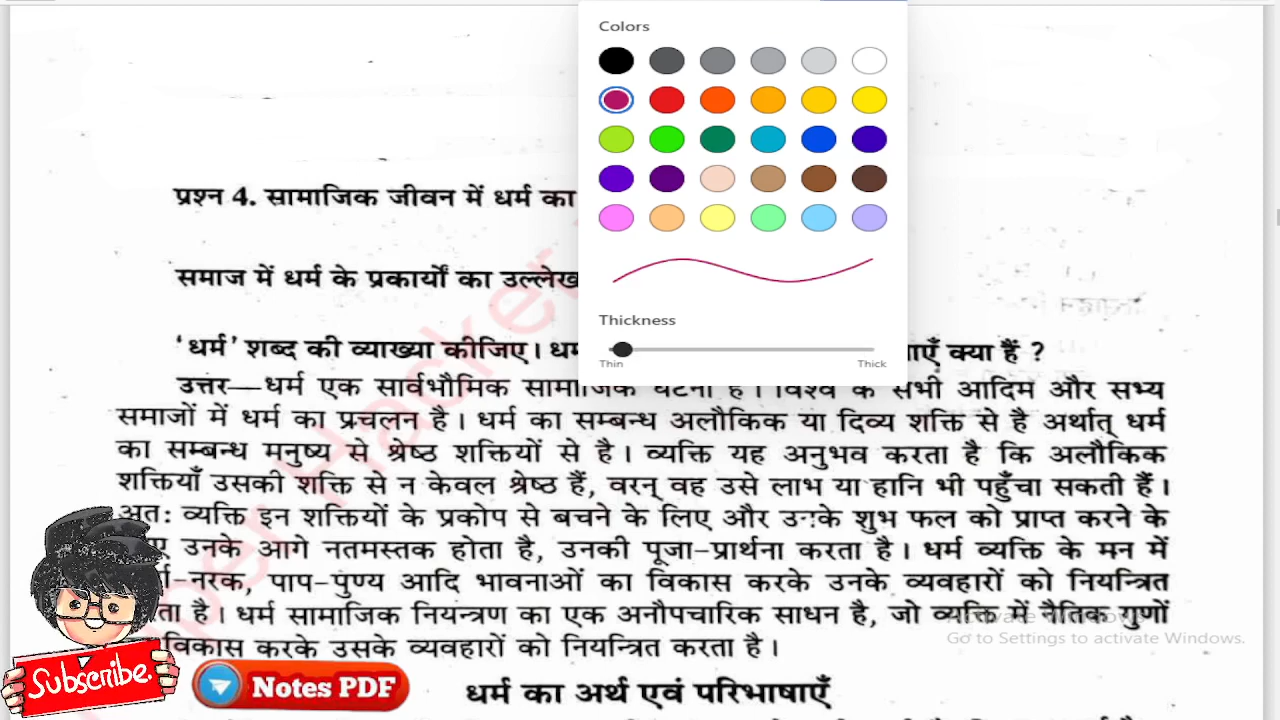 Colors
प्रश्न 4. सामाजिक जीवन में धर्म का
समाज में धर्म के प्रकार्यों का उल्लेख
Thickness
'धर्म' शब्द की व्याख्या कीजिए। क्या हैं ?
Thin Thick
उत्तर—धर्म एक सार्वभौमिक सामाजिक घटना है। विश्व के सभी आदिम और सभ्य
समाजों में धर्म का प्रचलन है। धर्म का सम्बन्ध अलौकिक या दिव्य शक्ति से है अर्थात् धर्म
का सम्बन्ध मनुष्य से श्रेष्ठ शक्तियों से है। व्यक्ति यह अनुभव करता है कि अलौकिक
शक्तियाँ उसकी शक्ति से न केवल श्रेष्ठ हैं, वरन् वह उसे लाभ या हानि भी पहुँचा सकती हैं।
अतः व्यक्ति इन शक्तियों के प्रकोप से बचने के लिए और उनके शुभ फल को प्राप्त करने के
उनके आगे नतमस्तक होता है, उनकी पूजा-प्रार्थना करता है। धर्म व्यक्ति के मन में
-नरक, पाप-पुण्य आदि भावनाओं का विकास करके उनके व्यवहारों को नियन्त्रित
है। धर्म सामाजिक नियन्त्रण का एक अनौपचारिक साधन है, जो व्यक्ति में नैतिक गुणों
विकास करके उसके व्यवहारों को नियन्त्रित करता है।
Activate Windows
Go to Settings to activate Windows.
Subscribe.
Notes PDF
धर्म का अर्थ एवं परिभाषाएँ
Hacker